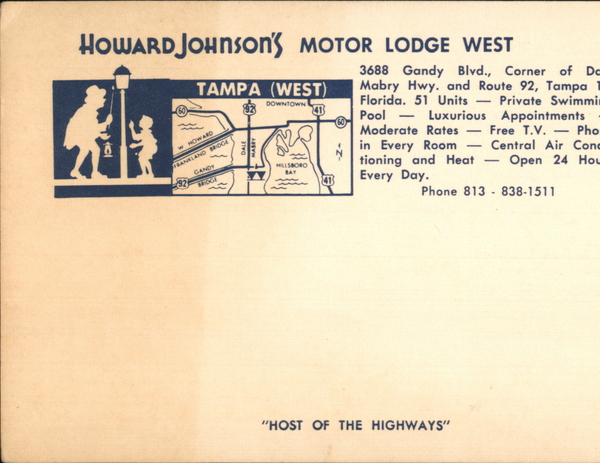 HOWARD JOHNSON'S MOTOR LODGE WEST
3688 Gandy Blvd., Corner of Da
Mabry Hwy. and Route 92, Tampa 1
Florida. 51 Units — Private Swimmin
Pool — Luxurious Appointments -
Moderate Rates — Free T.V. — Pho
in Every Room — Central Air Cond
tioning and Heat — Open 24 Hou
Every Day.
Phone 813 - 838-1511
TAMPA (WEST)
DOWNTOWN
60
92
41
60
W. HOWARD
FRANKLAND BRIDGE
DALE
MABRY
HILLSBORO
BAY
N
GANDY
BRIDGE
92
41
"HOST OF THE HIGHWAYS"